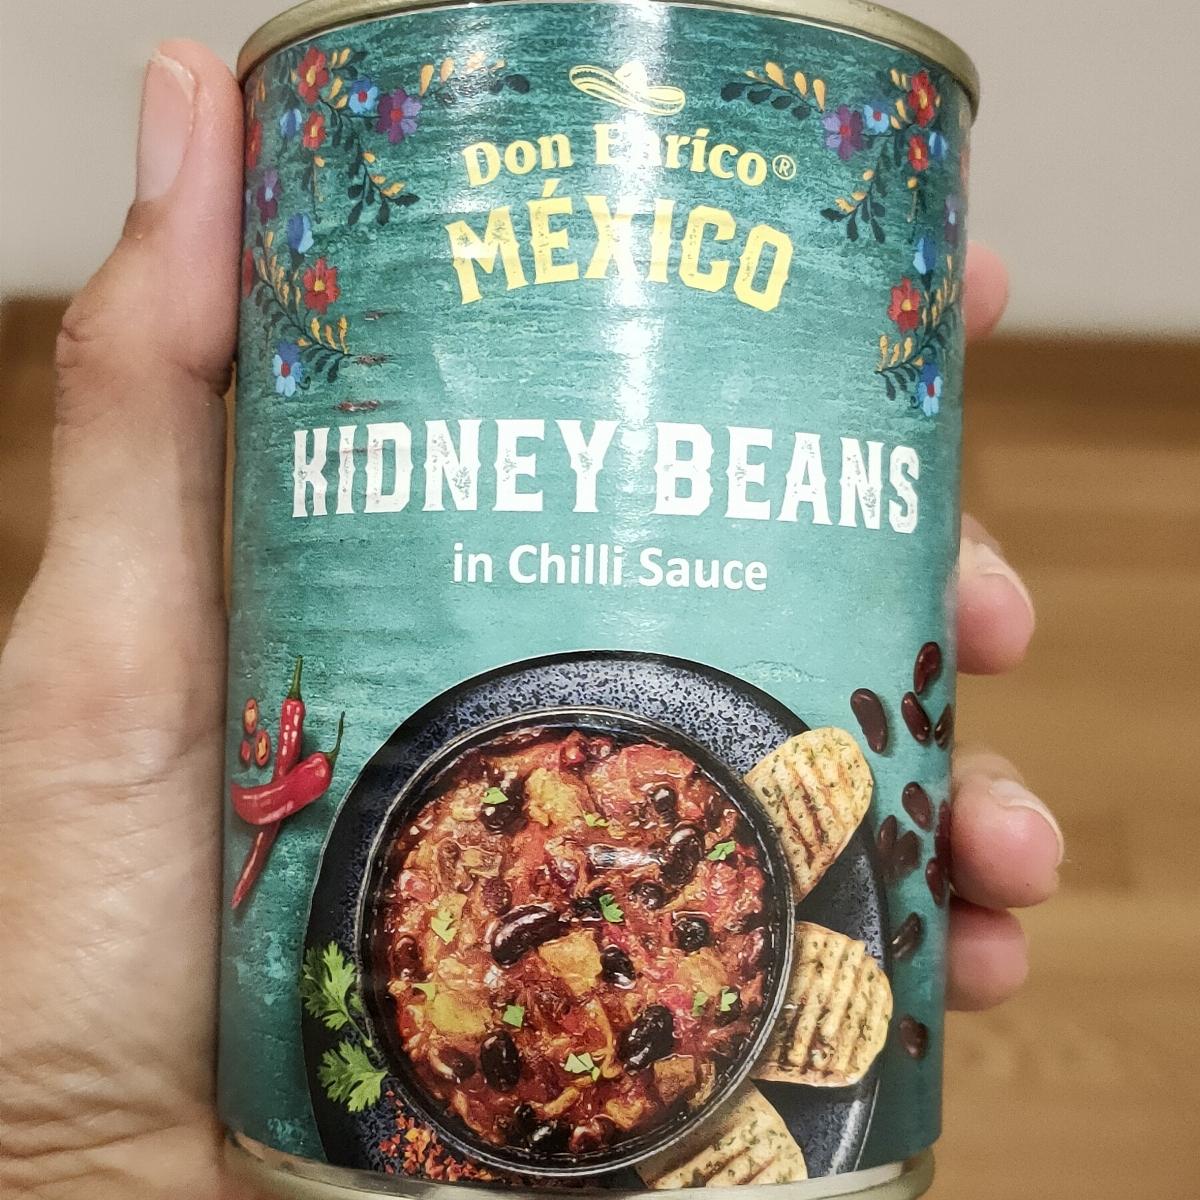 Don Enrico®
MÉXICO
KIDNEY BEANS
in Chilli Sauce